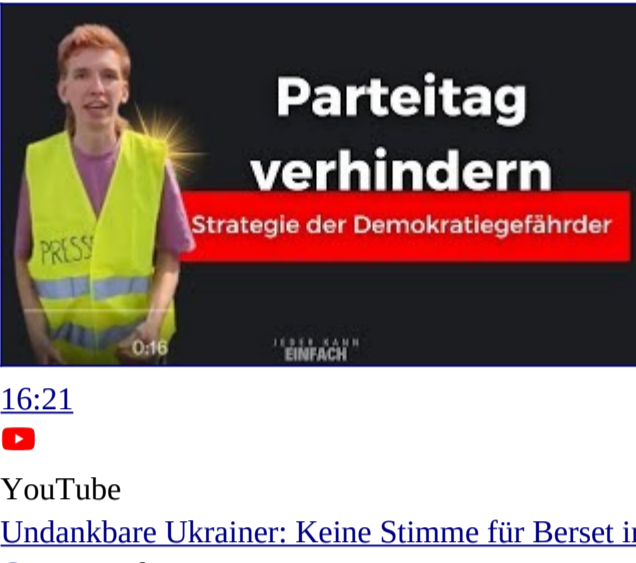 Parteitag
verhindern
Strategie der Demokratiegefährder
PRESSE
0:16
JEDER KANN
EINFACH
16:21
YouTube
Undankbare Ukrainer: Keine Stimme für Berset